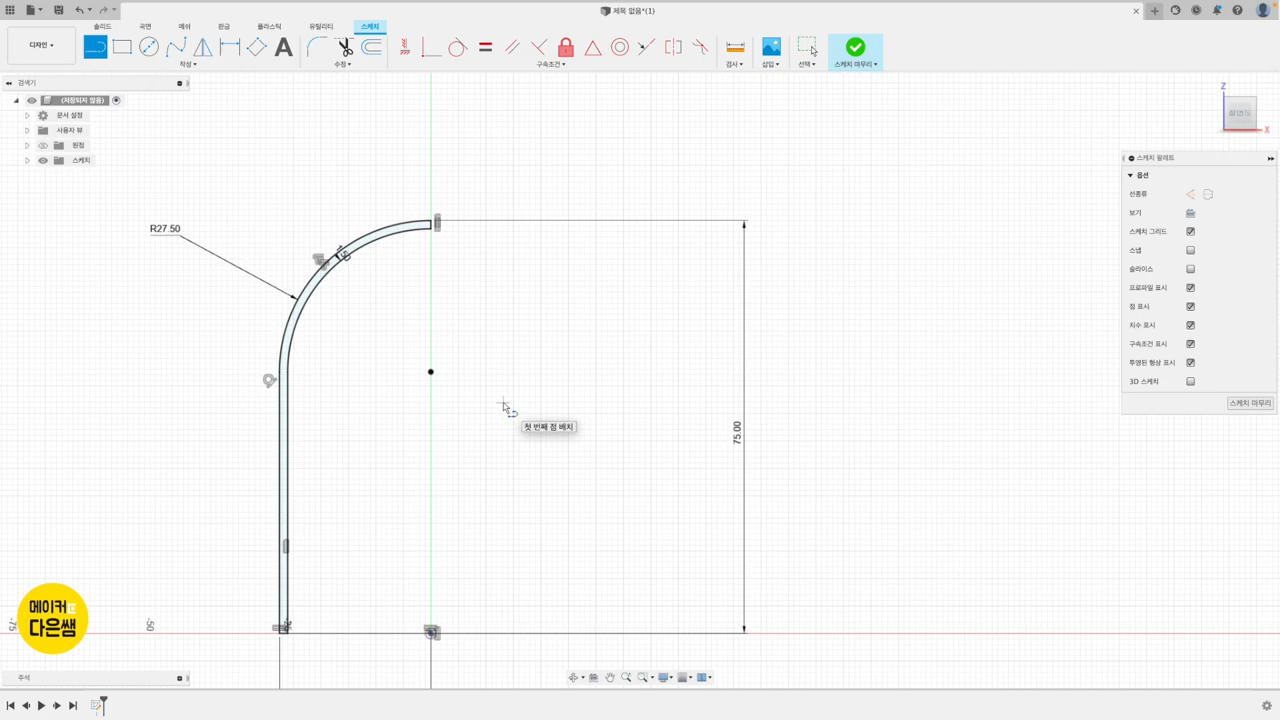 제목 없음*(1)
솔리드 곡면 메쉬 판금 플라스틱 유틸리티 스케치
디자인
작성 수정 구속조건 검사 삽입 선택 스케치 마무리
검색기
(저장되지 않음)
문서 설정
사용자 뷰
원점
스케치
Z
X
스케치 팔레트
옵션
선종류
보기
스케치 그리드
스냅
슬라이스
프로파일 표시
점 표시
치수 표시
구속조건 표시
투영된 형상 표시
3D 스케치
스케치 마무리
R27.50
첫 번째 점 배치
75.00
-75
-50
메이커
다은쌤
주석